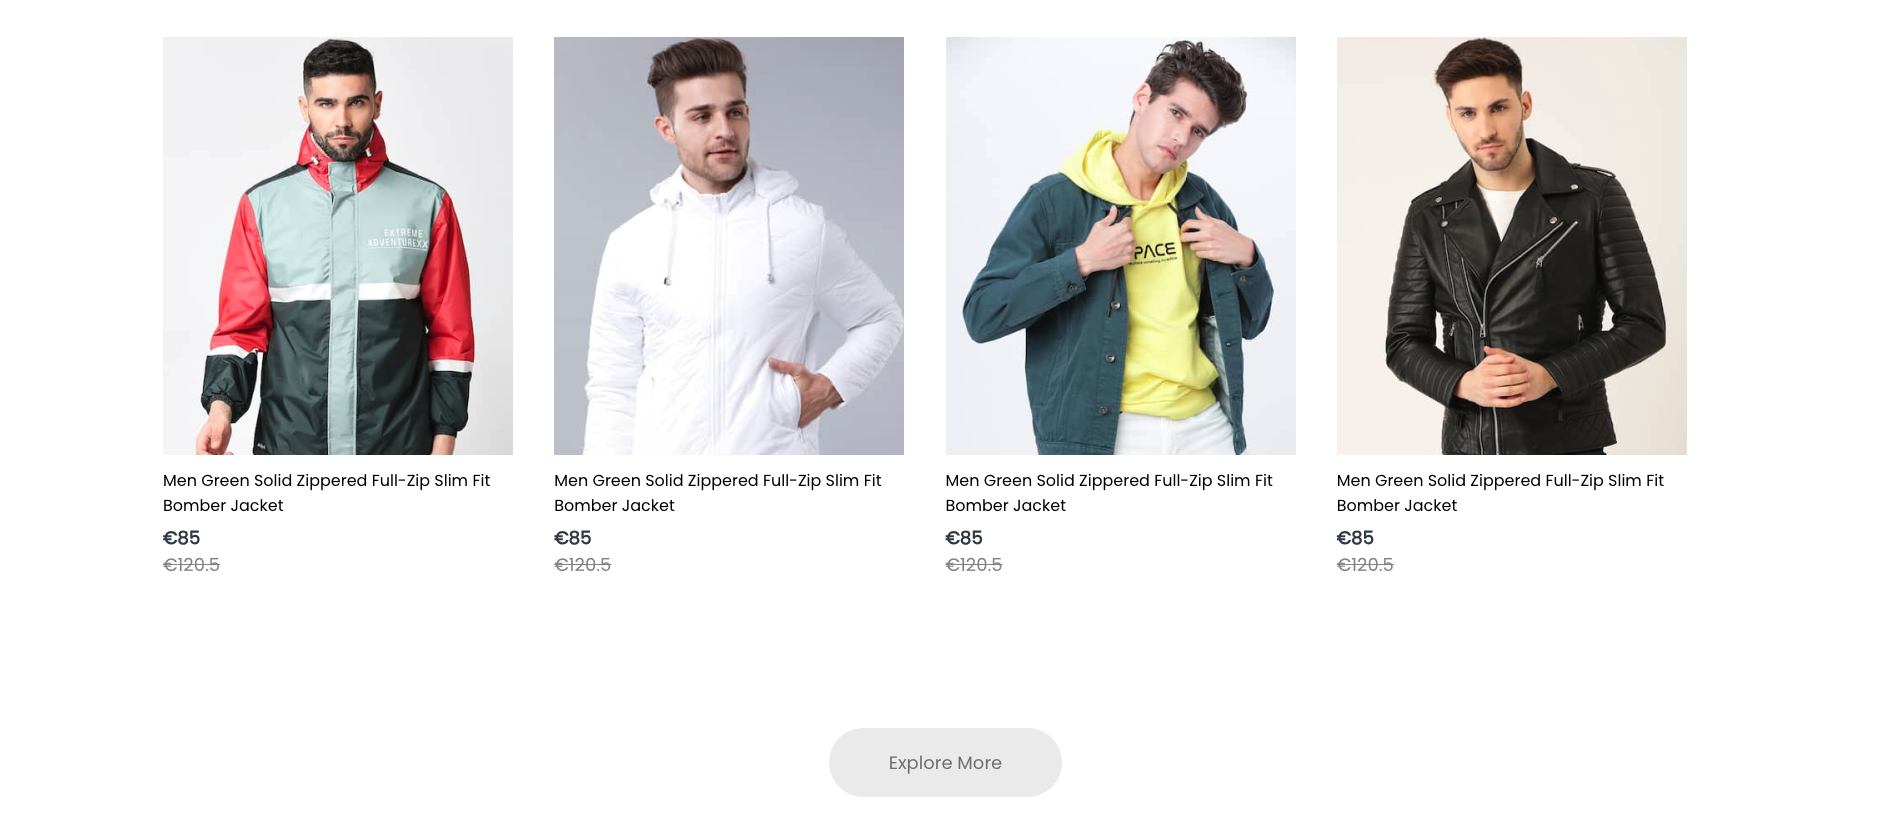 EXTREME
ADVENTUREXX
PACE
Men Green Solid Zippered Full-Zip Slim Fit
Bomber Jacket
€85
€120.5
Men Green Solid Zippered Full-Zip Slim Fit
Bomber Jacket
€85
€120.5
Men Green Solid Zippered Full-Zip Slim Fit
Bomber Jacket
€85
€120.5
Men Green Solid Zippered Full-Zip Slim Fit
Bomber Jacket
€85
€120.5
Explore More